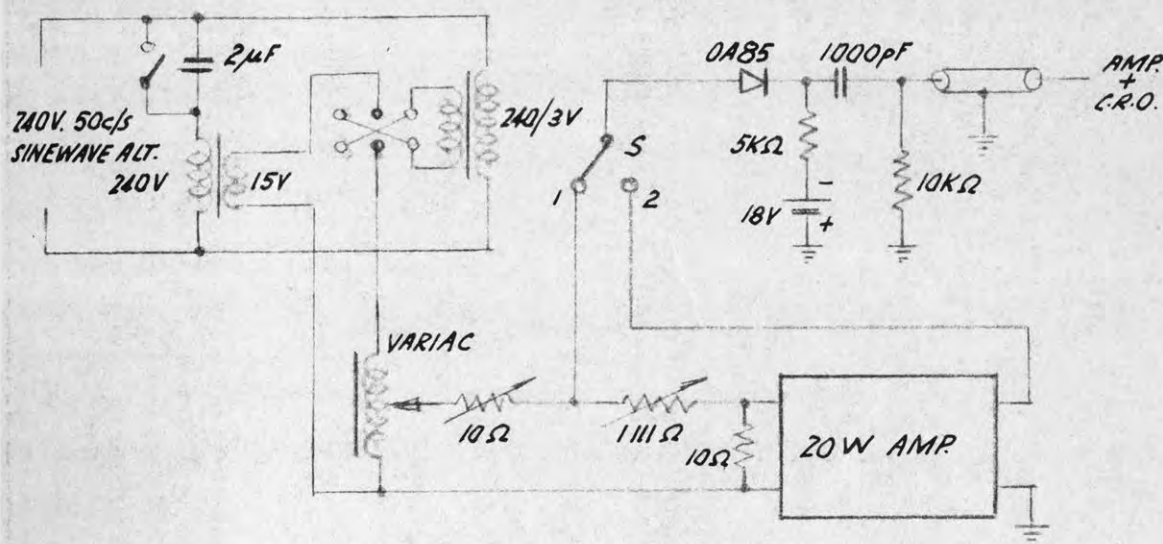 2μF
240V. 50c/s
SINEWAVE ALT.
240V
15V
240/3V
OA85
1000pF
AMP.
+
C.R.O.
S
1
2
5KΩ
18V
-
+
10KΩ
VARIAC
10Ω
1111Ω
10Ω
20W AMP.